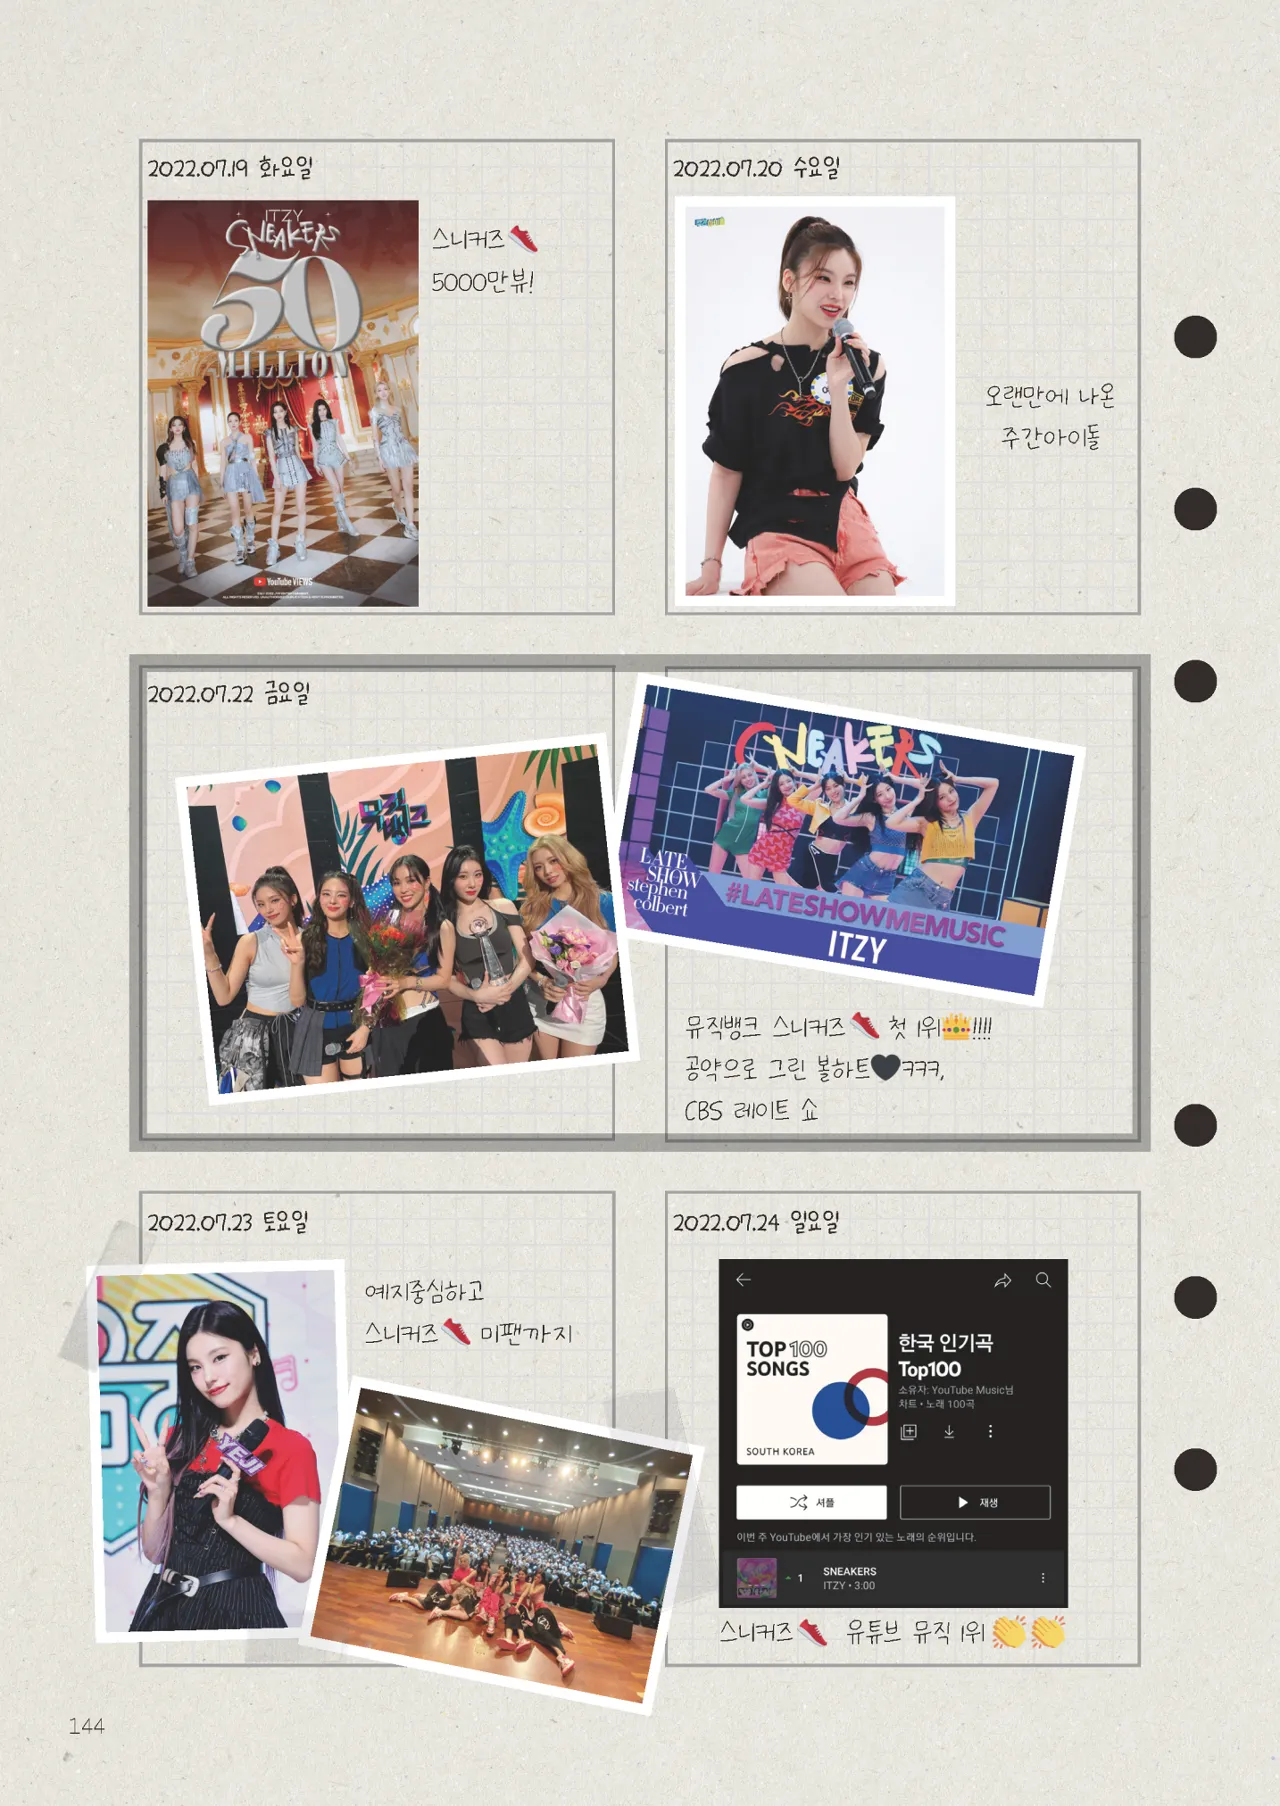 2022.07.19 화요일
ITZY
SNEAKERS
50
MILLION
YouTube VIEWS
스니커즈👟
5000만뷰!
2022.07.20 수요일
오랜만에 나온
주간아이돌
2022.07.22 금요일
뮤직뱅크
SNEAKERS
LATE
SHOW
stephen
colbert
#LATESHOWMEMUSIC
ITZY
뮤직뱅크 스니커즈👟 첫 1위👑!!!!
공약으로 그린 볼하트🖤ㅋㅋㅋ,
CBS 레이트 쇼
2022.07.23 토요일
YEJI
예지중심하고
스니커즈👟 미팬까지
2022.07.24 일요일
TOP100
SONGS
SOUTH KOREA
한국 인기곡
Top100
소유자: YouTube Music님
차트 • 노래 100곡
셔플
재생
이번 주 YouTube에서 가장 인기 있는 노래의 순위입니다.
1 SNEAKERS
ITZY • 3:00
스니커즈👟 유튜브 뮤직 1위👏👏
144